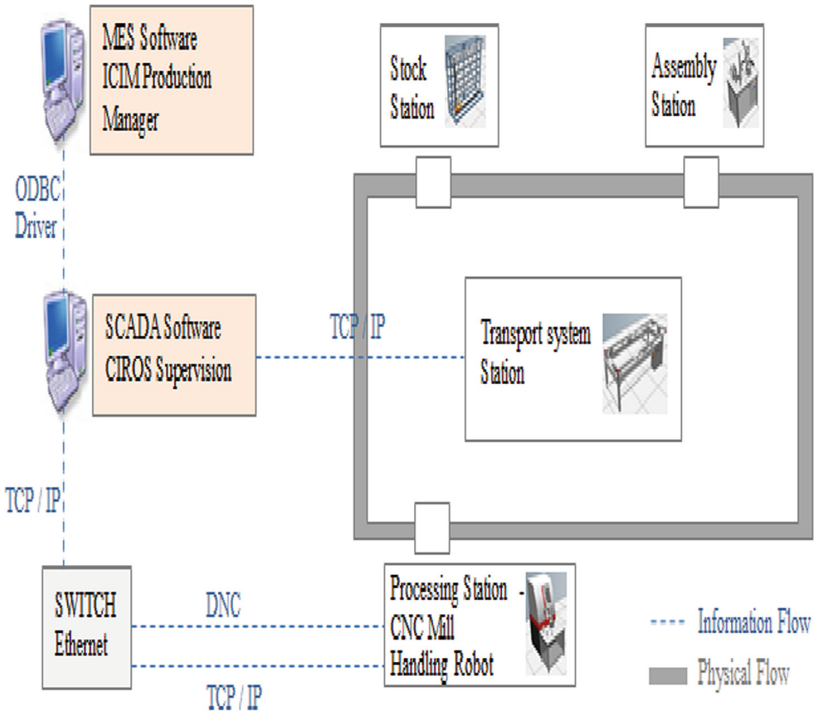 MES Software
ICIM Production
Manager
Stock
Station
Assembly
Station
ODBC
Driver
SCADA Software
CIROS Supervision
TCP / IP
Transport system
Station
TCP / IP
SWITCH
Ethernet
DNC
TCP / IP
Processing Station -
CNC Mill
Handling Robot
Information Flow
Physical Flow